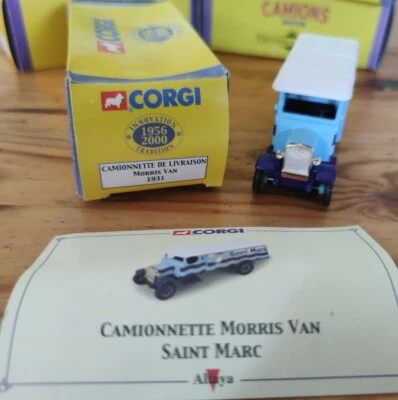 CAMIONS
CORGI
INNOVATION
1956
2000
TRADITION
CAMIONNETTE DE LIVRAISON
MORRIS VAN
1931
CORGI
Saint Marc
CAMIONNETTE MORRIS VAN
SAINT MARC
Altaya